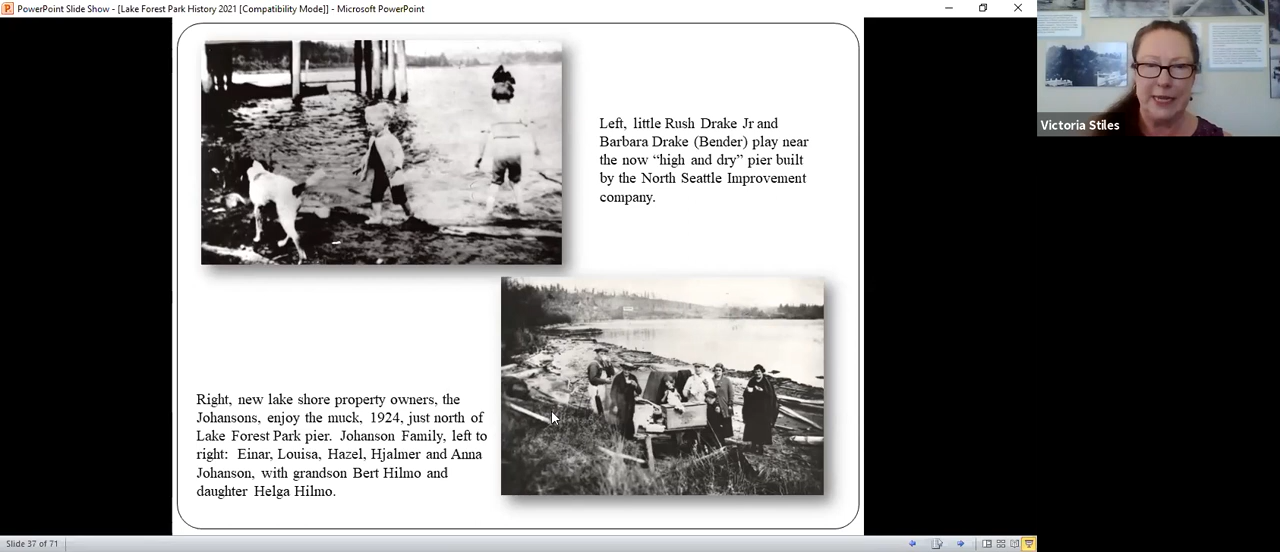 PowerPoint Slide Show - [Lake Forest Park History 2021 [Compatibility Mode]] - Microsoft PowerPoint
Left, little Rush Drake Jr and
Barbara Drake (Bender) play near
the now “high and dry” pier built
by the North Seattle Improvement
company.
Right, new lake shore property owners, the
Johansons, enjoy the muck, 1924, just north of
Lake Forest Park pier. Johanson Family, left to
right: Einar, Louisa, Hazel, Hjalmer and Anna
Johanson, with grandson Bert Hilmo and
daughter Helga Hilmo.
Victoria Stiles
Slide 37 of 71